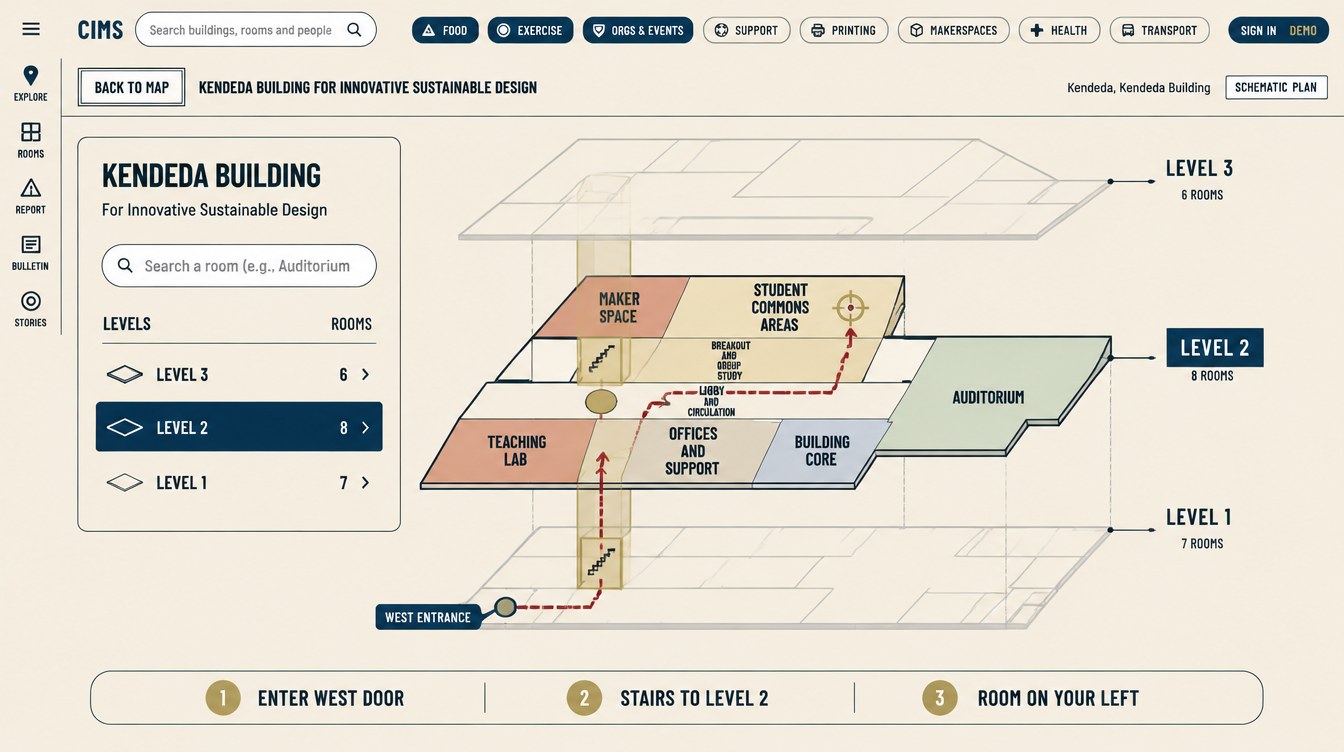 CIMS
Search buildings, rooms and people
FOOD
EXERCISE
ORGS & EVENTS
SUPPORT
PRINTING
MAKERSPACES
HEALTH
TRANSPORT
SIGN IN DEMO
EXPLORE
ROOMS
REPORT
BULLETIN
STORIES
BACK TO MAP
KENDEDA BUILDING FOR INNOVATIVE SUSTAINABLE DESIGN
Kendeda, Kendeda Building
SCHEMATIC PLAN
KENDEDA BUILDING
For Innovative Sustainable Design
Search a room (e.g., Auditorium
LEVELS ROOMS
LEVEL 3 6
LEVEL 2 8
LEVEL 1 7
LEVEL 3
6 ROOMS
MAKER
SPACE
STUDENT
COMMONS
AREAS
BREAKOUT
AND
STUDY
AND
CIRCULATION
AUDITORIUM
LEVEL 2
8 ROOMS
TEACHING
LAB
OFFICES
AND
SUPPORT
BUILDING
CORE
LEVEL 1
7 ROOMS
WEST ENTRANCE
1 ENTER WEST DOOR
2 STAIRS TO LEVEL 2
3 ROOM ON YOUR LEFT